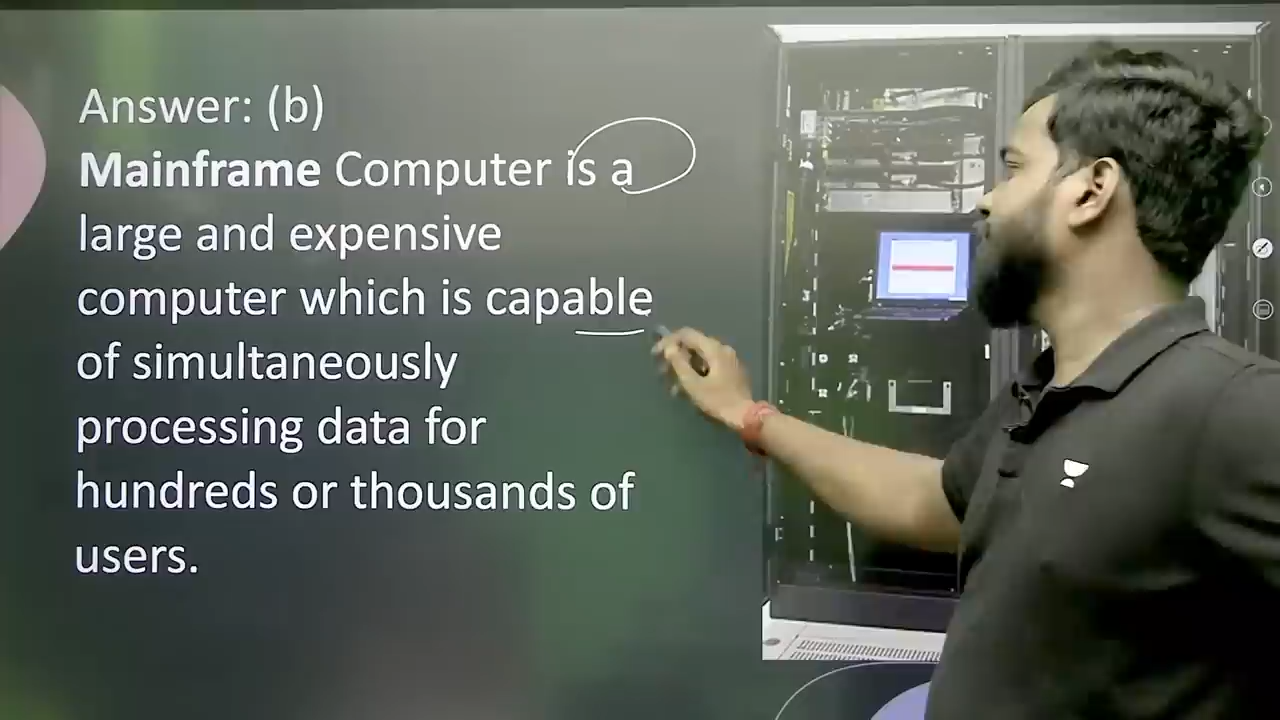 Answer: (b)
Mainframe Computer is a
large and expensive
computer which is capable
of simultaneously
processing data for
hundreds or thousands of
users.